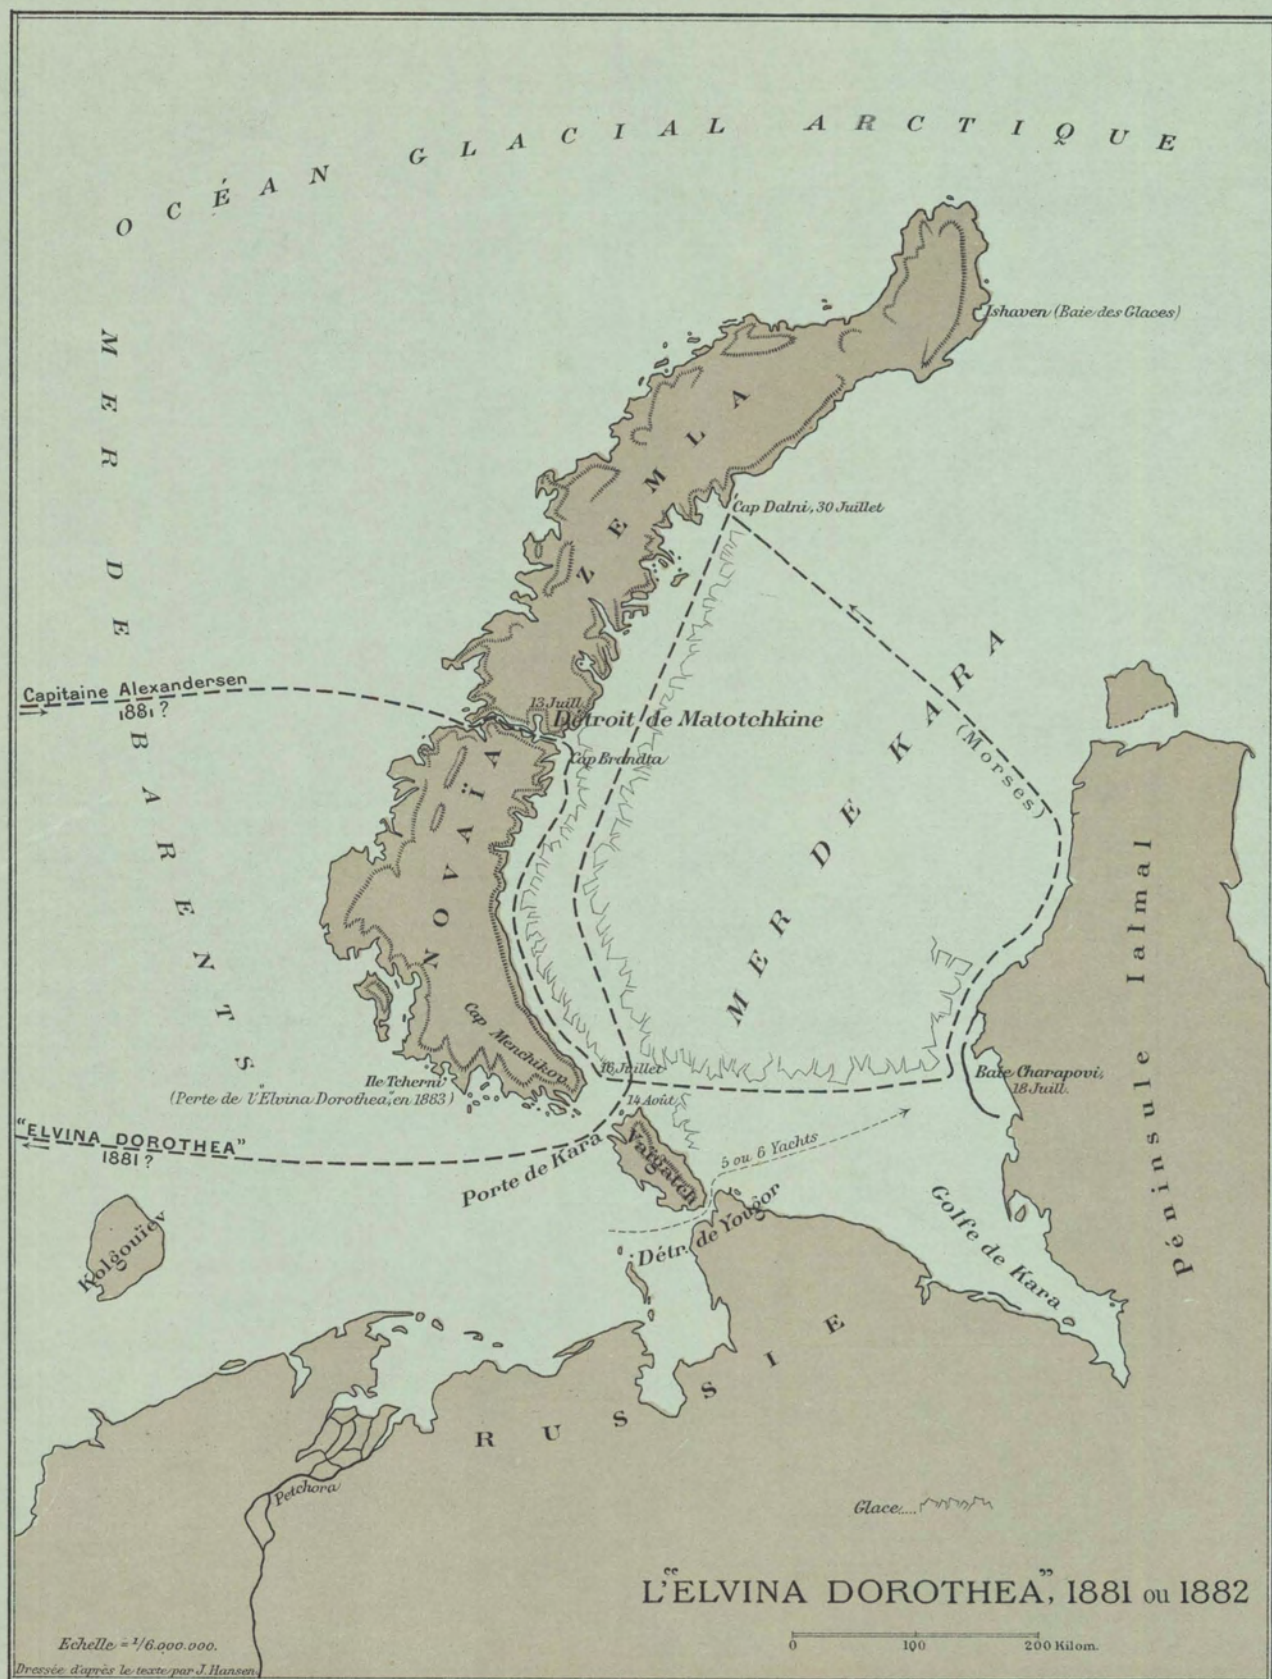 OCÉAN GLACIAL ARCTIQUE
Ishaven (Baie des Glaces)
MER DE BARENTS
NOVAÏA ZEMLA
Cap Dalni, 30 Juillet
MER DE KARA
(Morses)
Capitaine Alexandersen
1881 ?
13 Juill.
Détroit de Matotchkine
Cap Brandta
Péninsule Ialmal
Cap Menchikov
16 Juillet
Baie Charapovi,
18 Juill.
Ile Tcherni
(Perte de l'"Elvina Dorothea", en 1883)
14 Août
"ELVINA DOROTHEA"
1881 ?
Porte de Kara
Vaïgatch
5 ou 6 Yachts
Détr. de Yougor
Golfe de Kara
Kolgouïev
RUSSIE
Petchora
Glace....
L'"ELVINA DOROTHEA", 1881 ou 1882
Echelle = 1/6.000.000.
0 100 200 Kilom.
Dressée d'après le texte par J. Hansen.